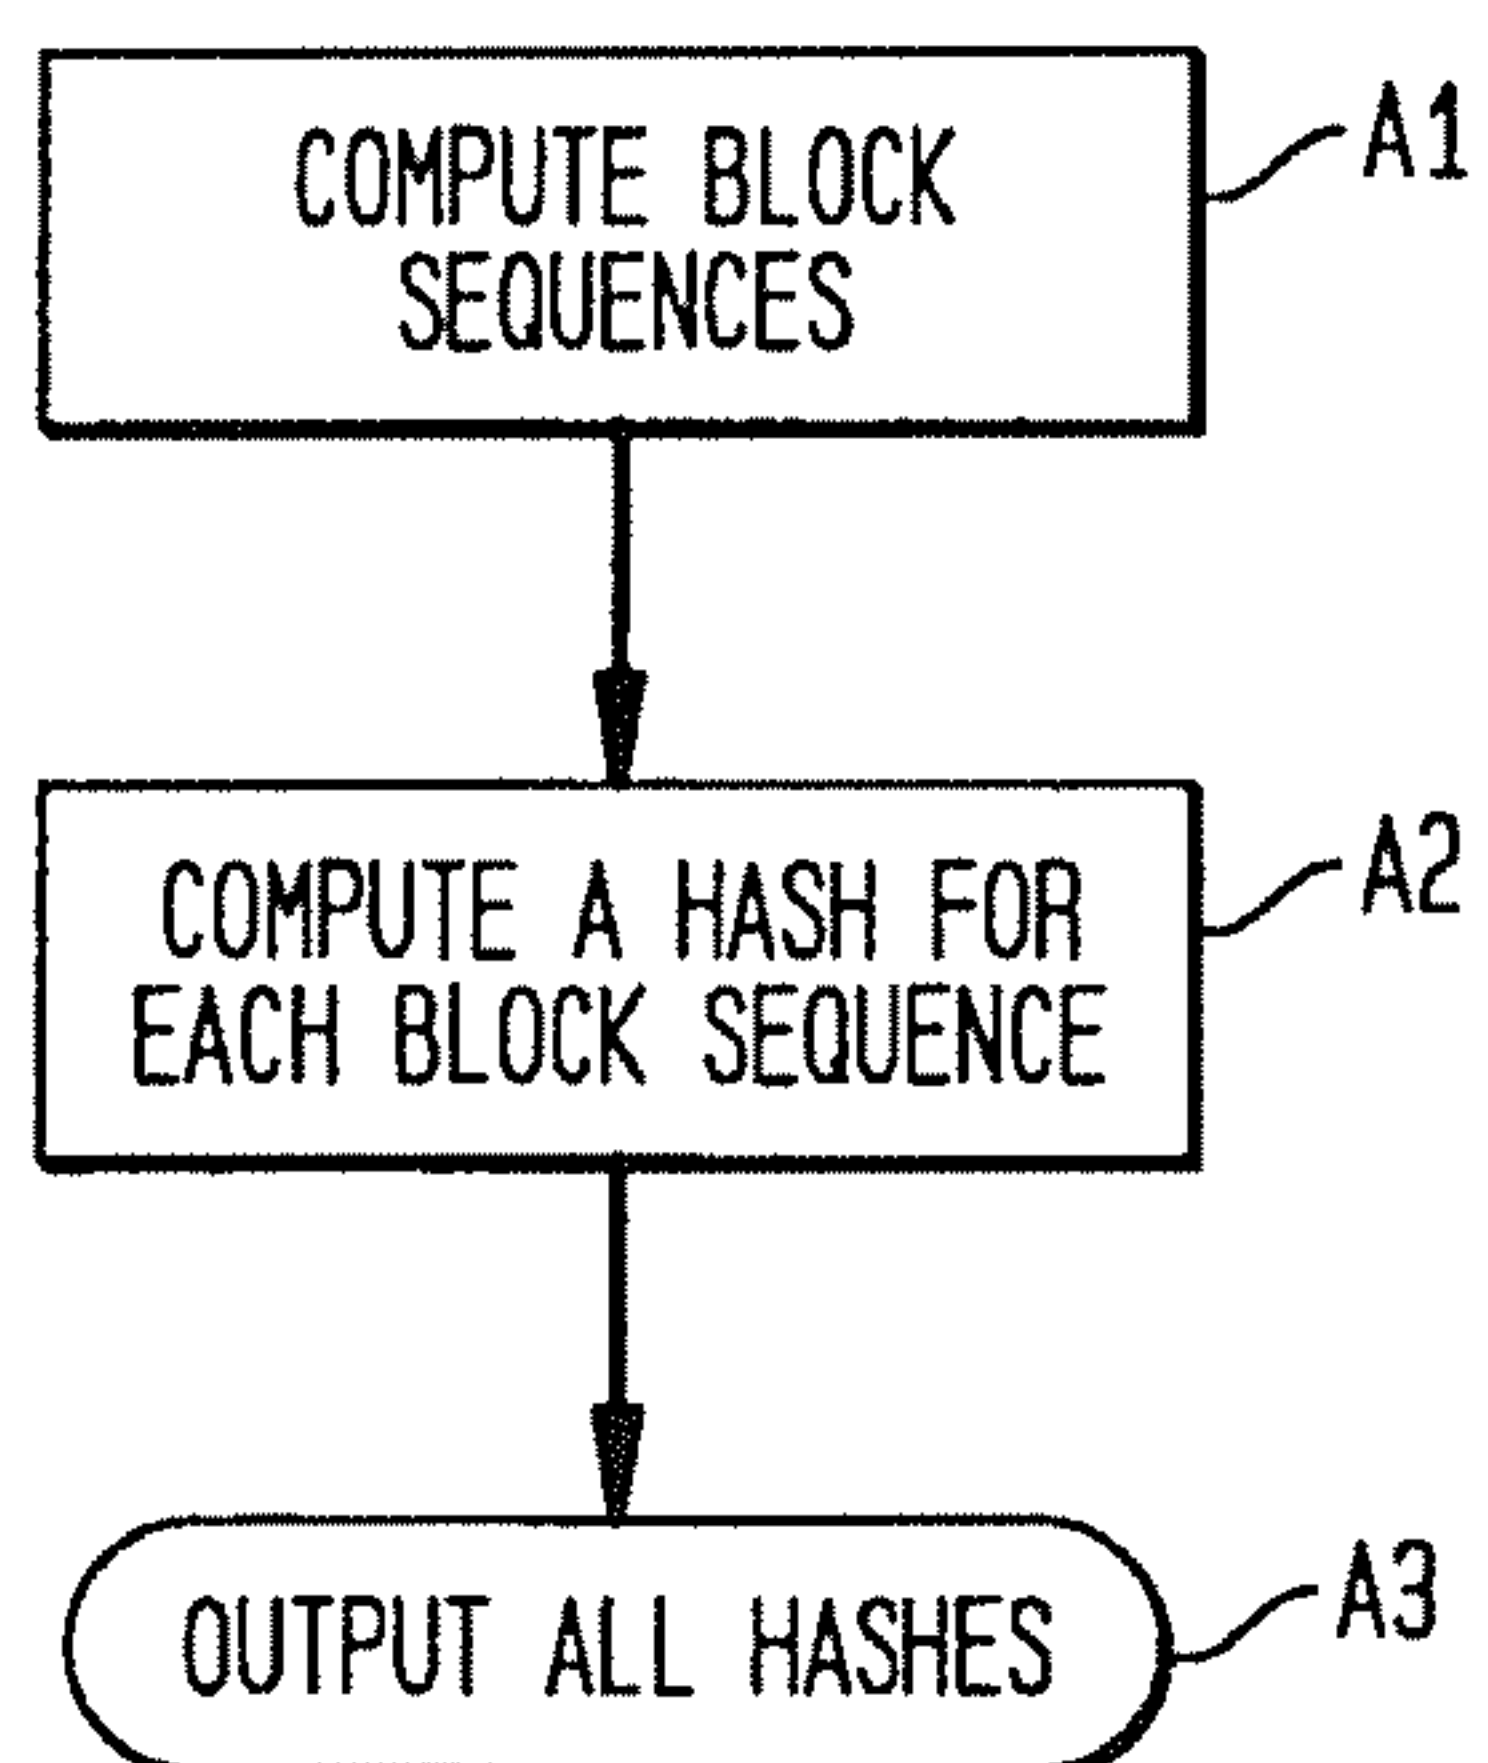 COMPUTE BLOCK
SEQUENCES
A1
COMPUTE A HASH FOR
EACH BLOCK SEQUENCE
A2
OUTPUT ALL HASHES
A3